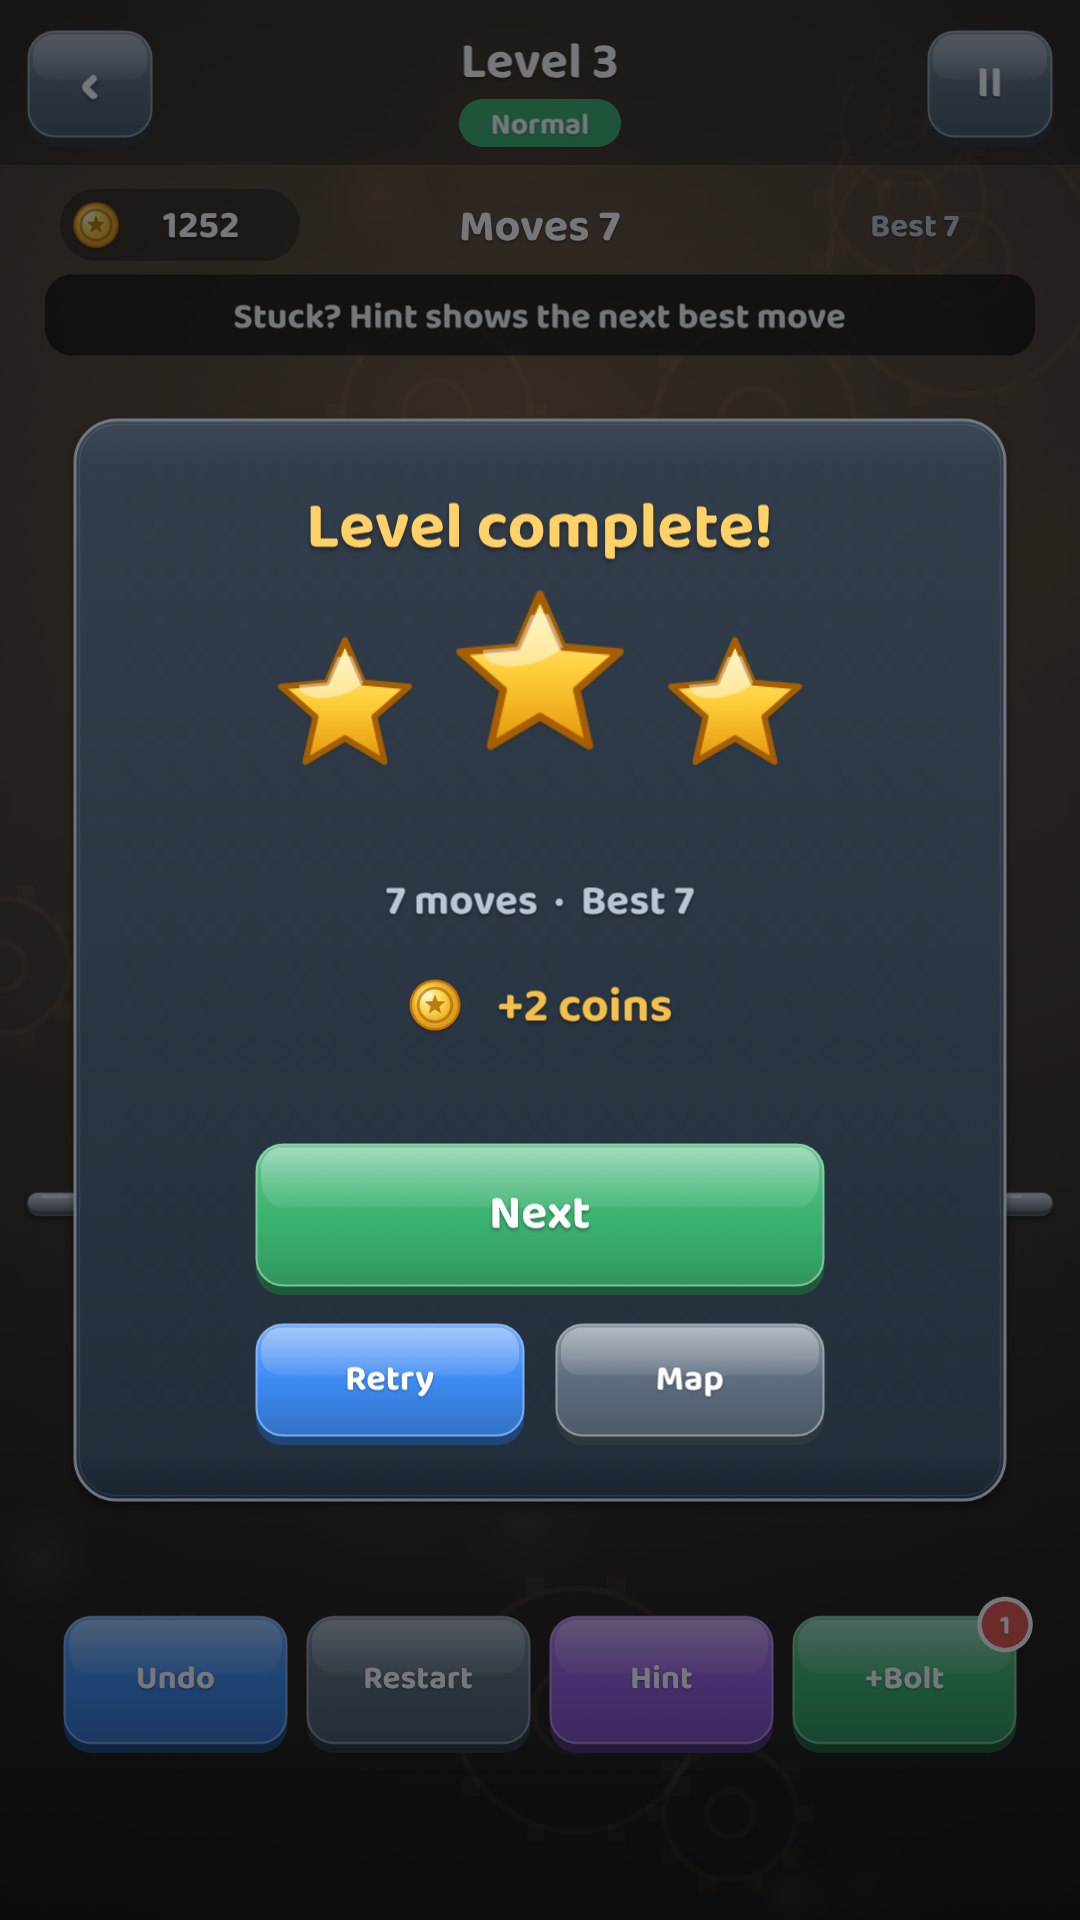 Level 3
Normal
1252
Moves 7
Best 7
Stuck? Hint shows the next best move
Level complete!
7 moves · Best 7
+2 coins
Next
Retry
Map
Undo
Restart
Hint
+Bolt
1